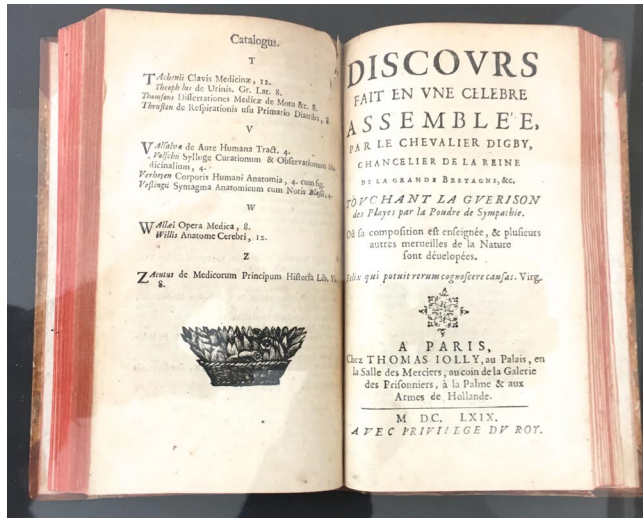 Catalogus.
T
TAchenii Clavis Medicinæ, 12.
Theophilus de Urinis. Gr. Lat. 8.
Thomsons Dissertationes Medicæ de Motu &c. 8.
Thruston de Respirationis usu Primario Diatriba, 8.
V
VAlsalvæ de Aure Humana Tract. 4.
Volschii Sylloge Curationum & Observationum
dicinalium, 4.
Verheyen Corporis Humani Anatomia, 4. cum fig.
Veslingii Syntagma Anatomicum cum Notis Blasii, 4.
W
WAllæi Opera Medica, 8.
Willis Anatome Cerebri, 12.
Z
ZAcutus de Medicorum Principum Historia Lib.
8.
DISCOVRS
FAIT EN VNE CELEBRE
ASSEMBLE'E,
PAR LE CHEVALIER DIGBY,
CHANCELIER DE LA REINE
DE LA GRANDE BRETAGNE, &c.
TOVCHANT LA GVERISON
des Playes par la Poudre de Sympathie.
Où sa composition est enseignée, & plusieurs
autres merueilles de la Nature
sont déuelopées.
Felix qui potuit rerum cognoscere causas. Virg.
A PARIS,
Chez THOMAS IOLLY, au Palais, en
la Salle des Merciers, au coin de la Galerie
des Prisonniers, à la Palme & aux
Armes de Hollande.
M DC. LXIX.
AVEC PRIVILEGE DV ROY.